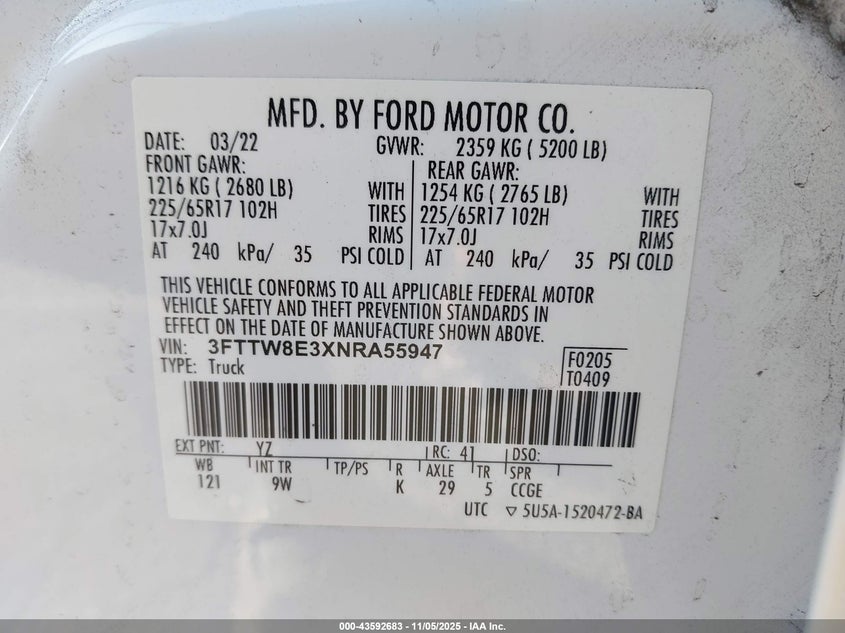 MFD. BY FORD MOTOR CO.
DATE: 03/22 GVWR: 2359 KG ( 5200 LB)
FRONT GAWR: REAR GAWR:
1216 KG ( 2680 LB) WITH 1254 KG ( 2765 LB) WITH
225/65R17 102H TIRES 225/65R17 102H TIRES
17x7.0J RIMS 17x7.0J RIMS
AT 240 kPa/ 35 PSI COLD AT 240 kPa/ 35 PSI COLD
THIS VEHICLE CONFORMS TO ALL APPLICABLE FEDERAL MOTOR
VEHICLE SAFETY AND THEFT PREVENTION STANDARDS IN
EFFECT ON THE DATE OF MANUFACTURE SHOWN ABOVE.
VIN: 3FTTW8E3XNRA55947 F0205
TYPE: Truck T0409
EXT PNT: YZ RC: 41 DSO:
WB INT TR TP/PS R AXLE TR SPR
121 9W K 29 5 CCGE
UTC ▽ 5U5A-1520472-BA
000-43592683 - 11/05/2025 - IAA Inc.